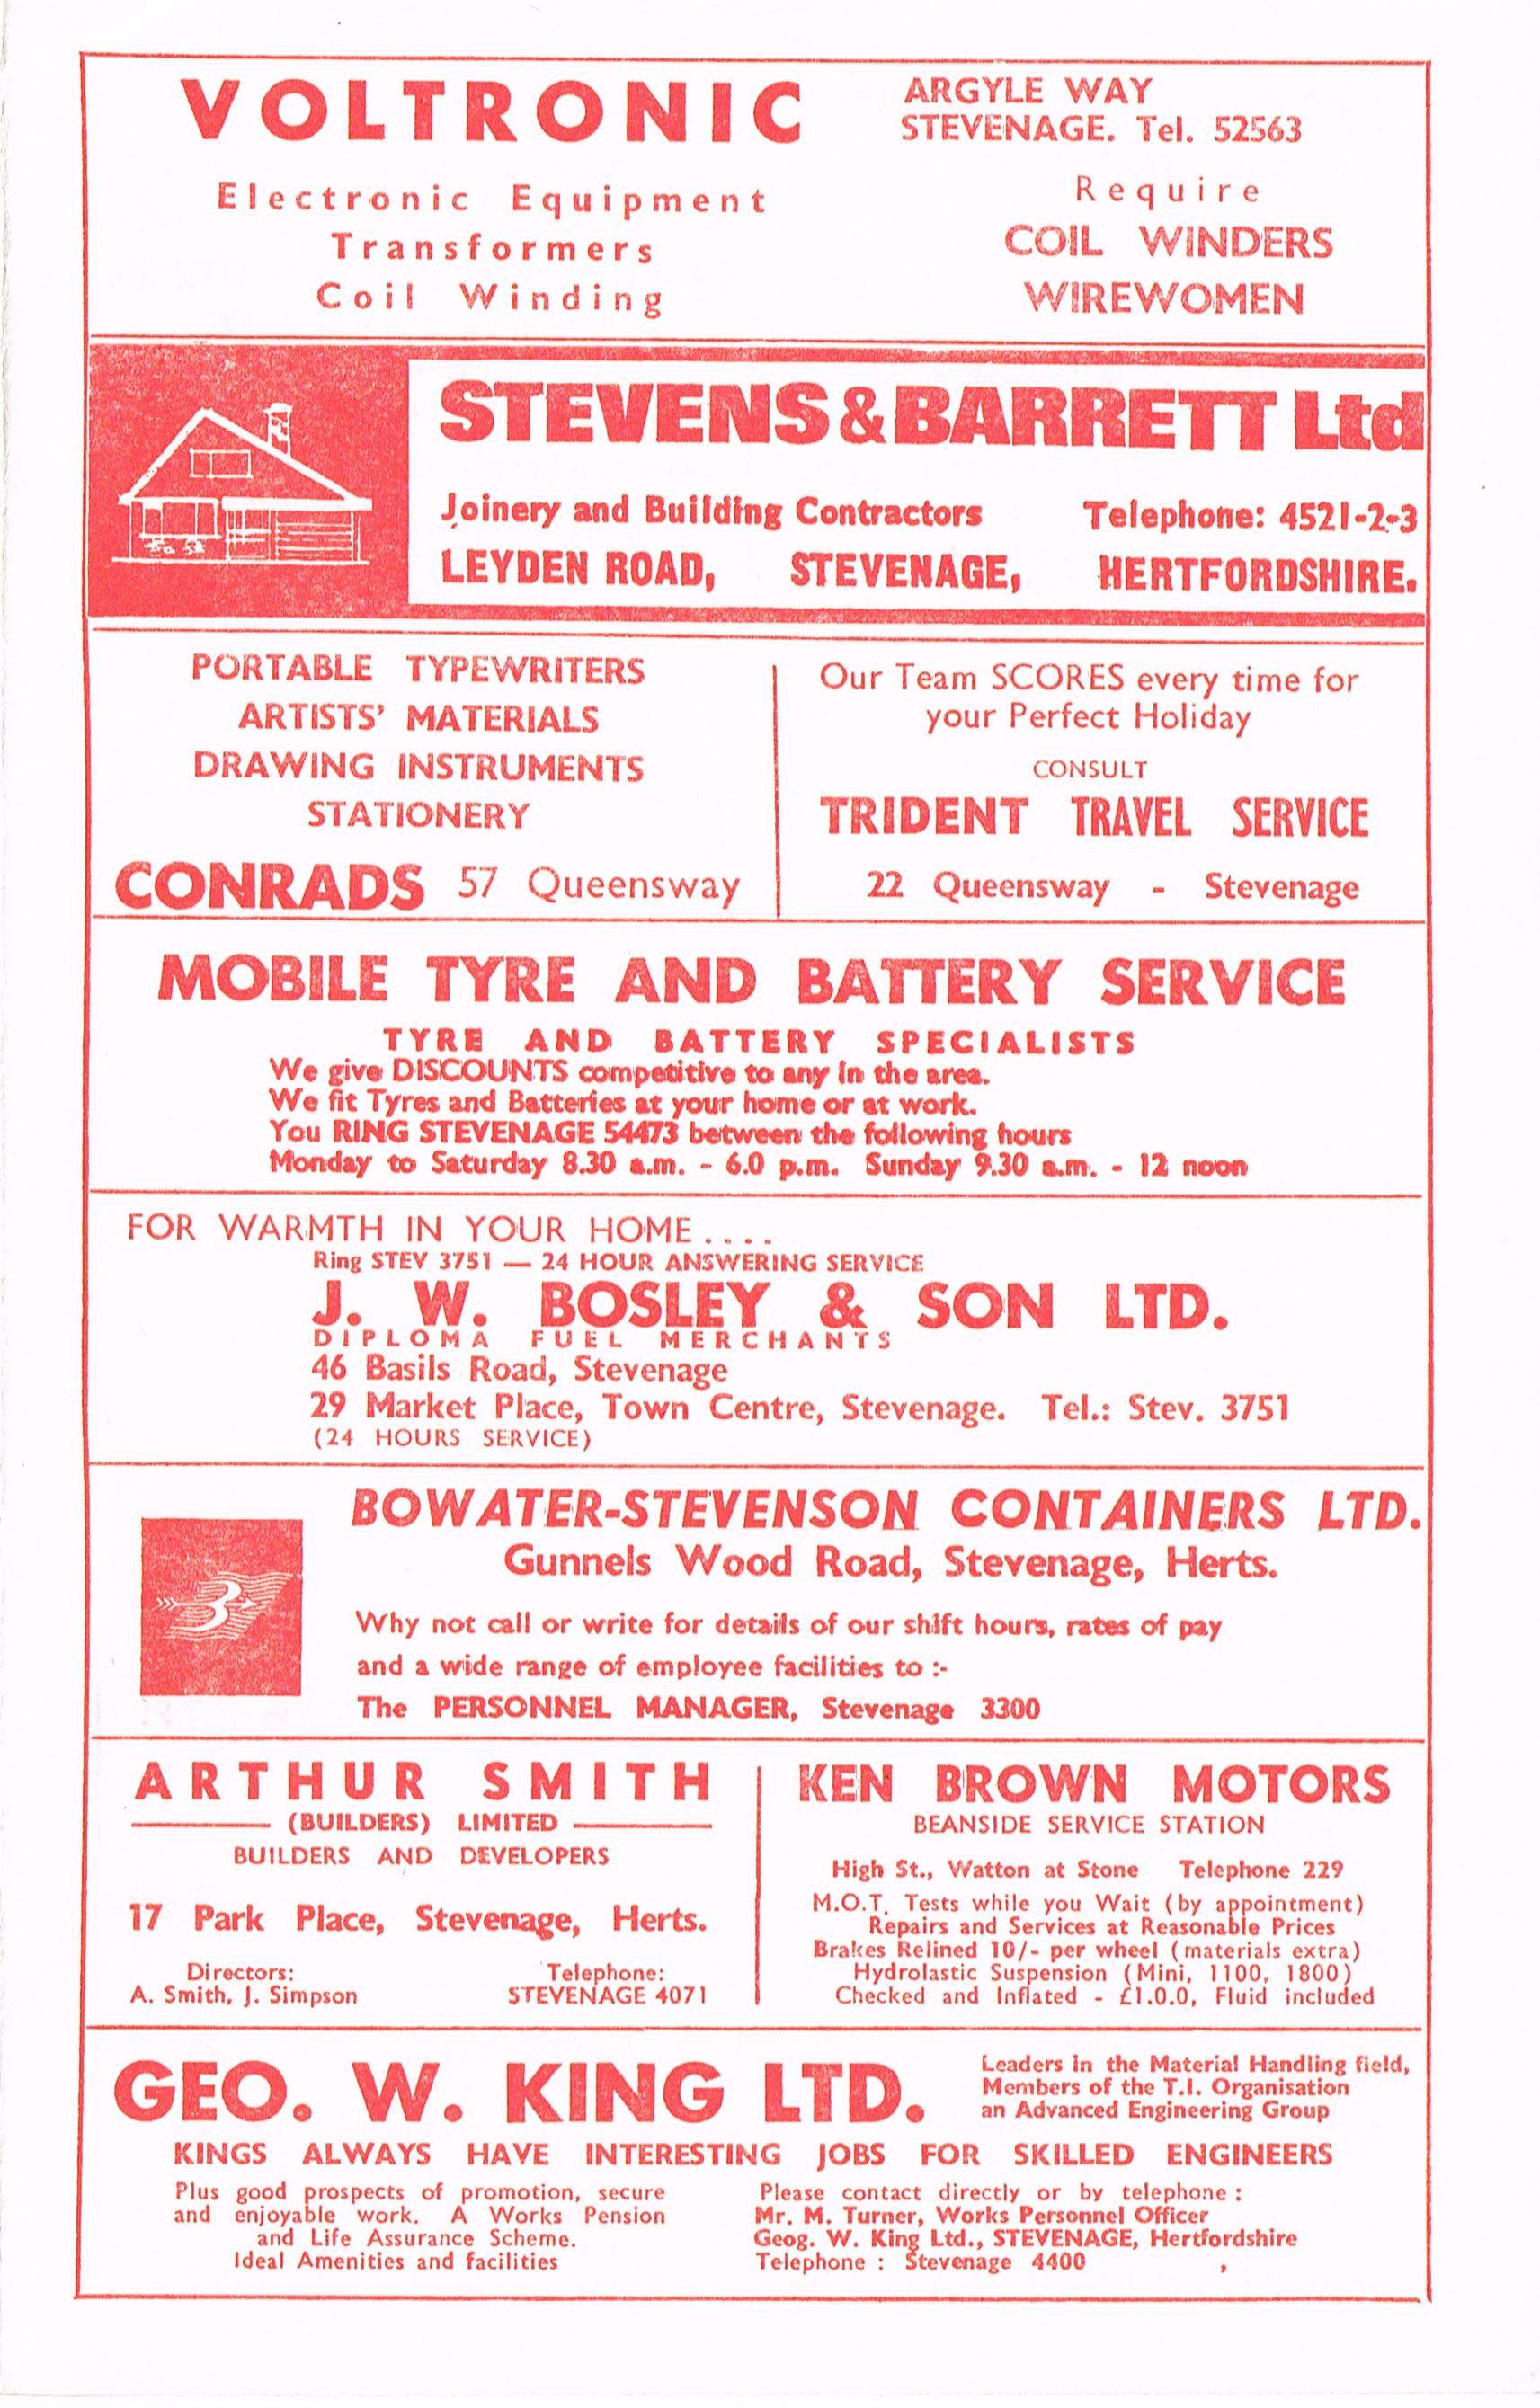 VOLTRONIC
Electronic Equipment
Transformers
Coil Winding
ARGYLE WAY
STEVENAGE. Tel. 52563
Require
COIL WINDERS
WIREWOMEN
STEVENS & BARRETT Ltd
Joinery and Building Contractors Telephone: 4521-2-3
LEYDEN ROAD, STEVENAGE, HERTFORDSHIRE.
PORTABLE TYPEWRITERS
ARTISTS' MATERIALS
DRAWING INSTRUMENTS
STATIONERY
CONRADS 57 Queensway
Our Team SCORES every time for
your Perfect Holiday
CONSULT
TRIDENT TRAVEL SERVICE
22 Queensway - Stevenage
MOBILE TYRE AND BATTERY SERVICE
TYRE AND BATTERY SPECIALISTS
We give DISCOUNTS competitive to any in the area.
We fit Tyres and Batteries at your home or at work.
You RING STEVENAGE 54473 between the following hours
Monday to Saturday 8.30 a.m. - 6.0 p.m. Sunday 9.30 a.m. - 12 noon
FOR WARMTH IN YOUR HOME....
Ring STEV 3751 — 24 HOUR ANSWERING SERVICE
J. W. BOSLEY & SON LTD.
DIPLOMA FUEL MERCHANTS
46 Basils Road, Stevenage
29 Market Place, Town Centre, Stevenage. Tel.: Stev. 3751
(24 HOURS SERVICE)
BOWATER-STEVENSON CONTAINERS LTD.
Gunnels Wood Road, Stevenage, Herts.
Why not call or write for details of our shift hours, rates of pay
and a wide range of employee facilities to :-
The PERSONNEL MANAGER, Stevenage 3300
ARTHUR SMITH
(BUILDERS) LIMITED
BUILDERS AND DEVELOPERS
17 Park Place, Stevenage, Herts.
Directors: Telephone:
A. Smith, J. Simpson STEVENAGE 4071
KEN BROWN MOTORS
BEANSIDE SERVICE STATION
High St., Watton at Stone Telephone 229
M.O.T. Tests while you Wait (by appointment)
Repairs and Services at Reasonable Prices
Brakes Relined 10/- per wheel (materials extra)
Hydrolastic Suspension (Mini, 1100, 1800)
Checked and Inflated - £1.0.0, Fluid included
GEO. W. KING LTD.
Leaders in the Material Handling field,
Members of the T.I. Organisation
an Advanced Engineering Group
KINGS ALWAYS HAVE INTERESTING JOBS FOR SKILLED ENGINEERS
Plus good prospects of promotion, secure
and enjoyable work. A Works Pension
and Life Assurance Scheme.
Ideal Amenities and facilities
Please contact directly or by telephone :
Mr. M. Turner, Works Personnel Officer
Geog. W. King Ltd., STEVENAGE, Hertfordshire
Telephone : Stevenage 4400